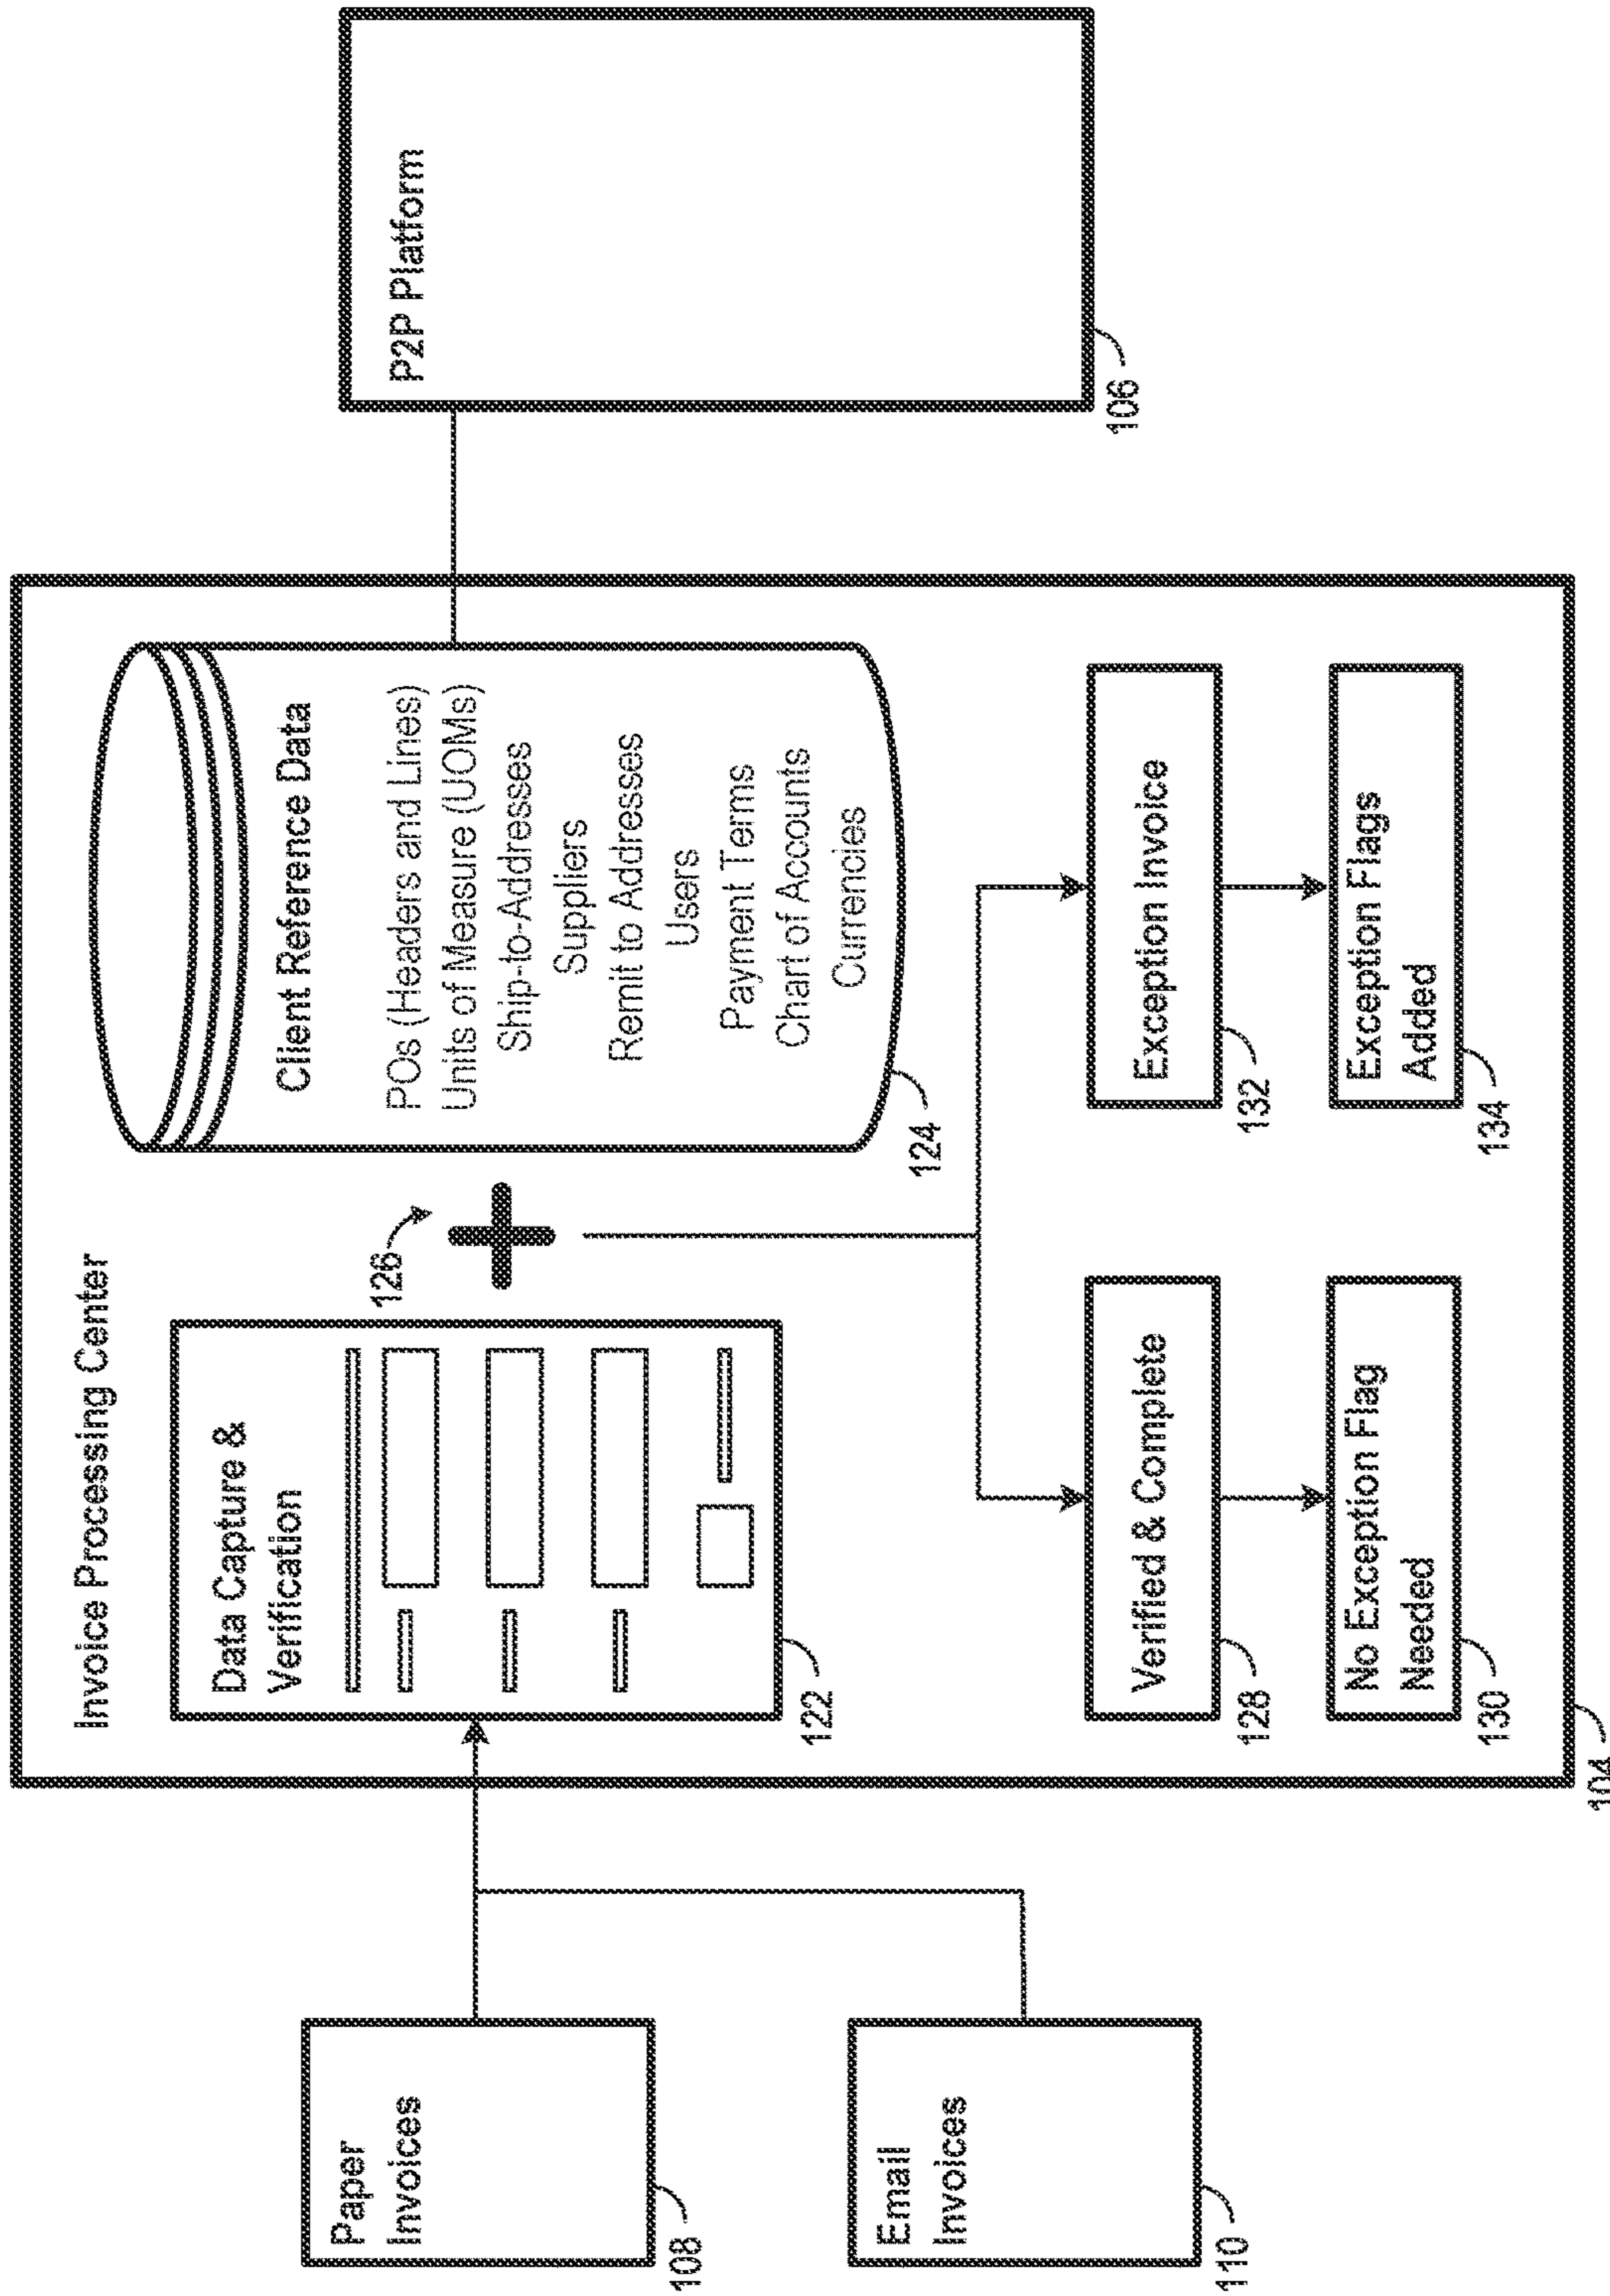 Invoice Processing Center
Paper
Invoices
108
Email
Invoices
110
Data Capture &
Verification
122
126
Client Reference Data
POs (Headers and Lines)
Units of Measure (UOMs)
Ship-to-Addresses
Suppliers
Remit to Addresses
Users
Payment Terms
Chart of Accounts
Currencies
124
Verified & Complete
128
No Exception Flag
Needed
130
Exception Invoice
132
Exception Flags
Added
134
104
P2P Platform
106